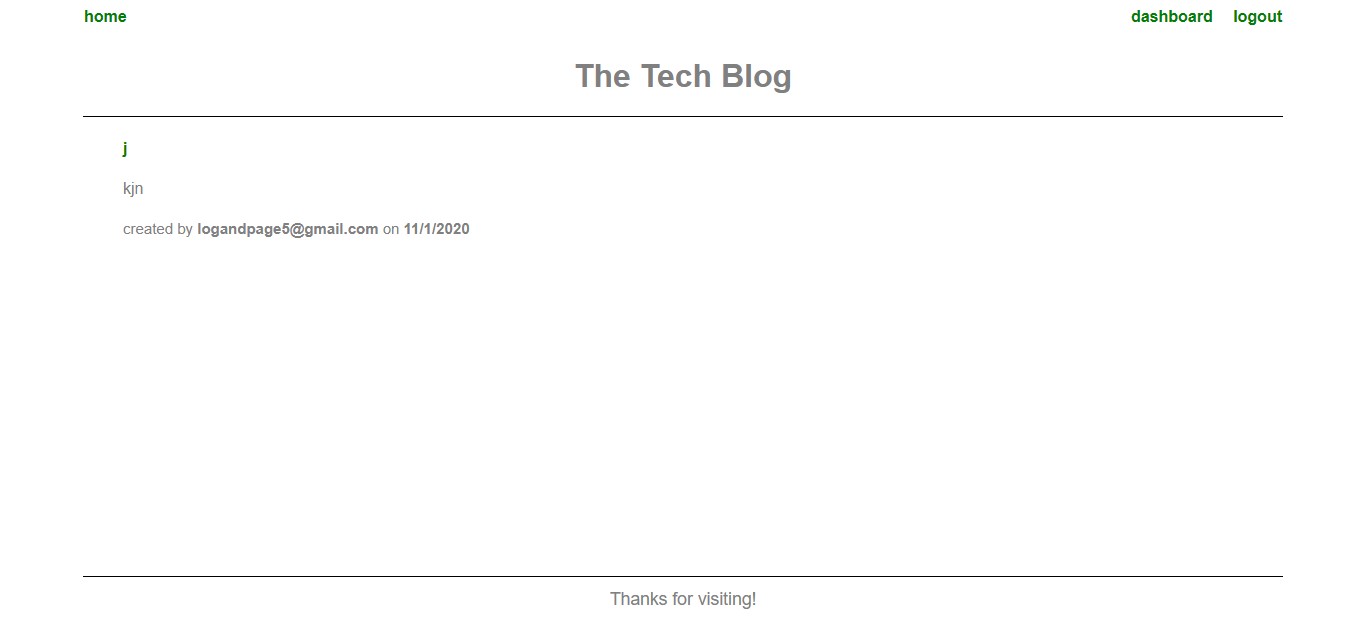 home dashboard logout
The Tech Blog
j
kjn
created by logandpage5@gmail.com on 11/1/2020
Thanks for visiting!